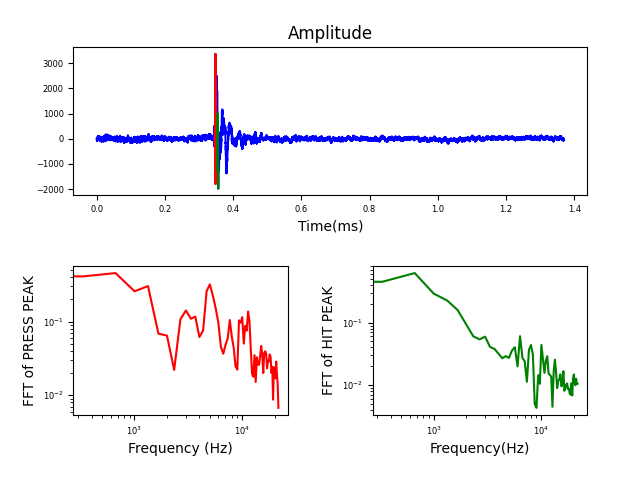 Amplitude
3000
2000
1000
0
−1000
−2000
0.0 0.2 0.4 0.6 0.8 1.0 1.2 1.4
Time(ms)
FFT of PRESS PEAK
10⁻¹
10⁻²
10³ 10⁴
Frequency (Hz)
FFT of HIT PEAK
10⁻¹
10⁻²
10³ 10⁴
Frequency(Hz)